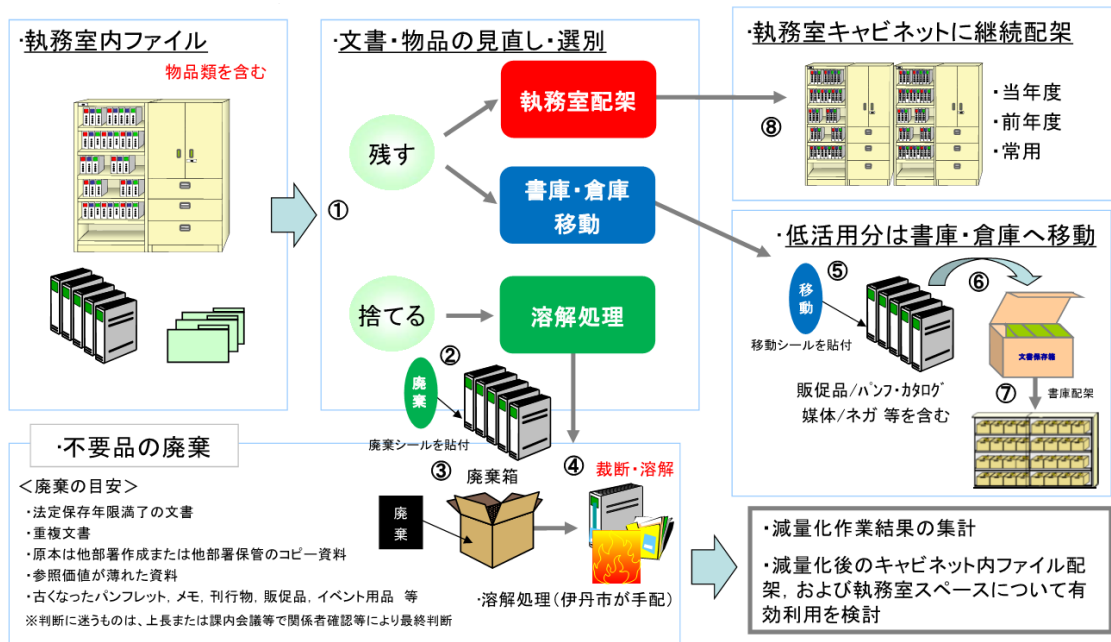 ・執務室内ファイル
物品類を含む
①
・文書・物品の見直し・選別
残す
執務室配架
書庫・倉庫
移動
捨てる
溶解処理
②
廃棄
廃棄シールを貼付
・執務室キャビネットに継続配架
⑧
・当年度
・前年度
・常用
・低活用分は書庫・倉庫へ移動
⑤
移動
移動シールを貼付
⑥
文書保存箱
⑦
書庫配架
販促品/パンフ・カタログ
媒体/ネガ 等を含む
・不要品の廃棄
＜廃棄の目安＞
・法定保存年限満了の文書
・重複文書
・原本は他部署作成または他部署保管のコピー資料
・参照価値が薄れた資料
・古くなったパンフレット，メモ，刊行物，販促品，イベント用品 等
※判断に迷うものは、上長または課内会議等で関係者確認等により最終判断
③
廃棄箱
廃棄
④
裁断・溶解
・溶解処理（伊丹市が手配）
・減量化作業結果の集計
・減量化後のキャビネット内ファイル配
架，および執務室スペースについて有
効利用を検討